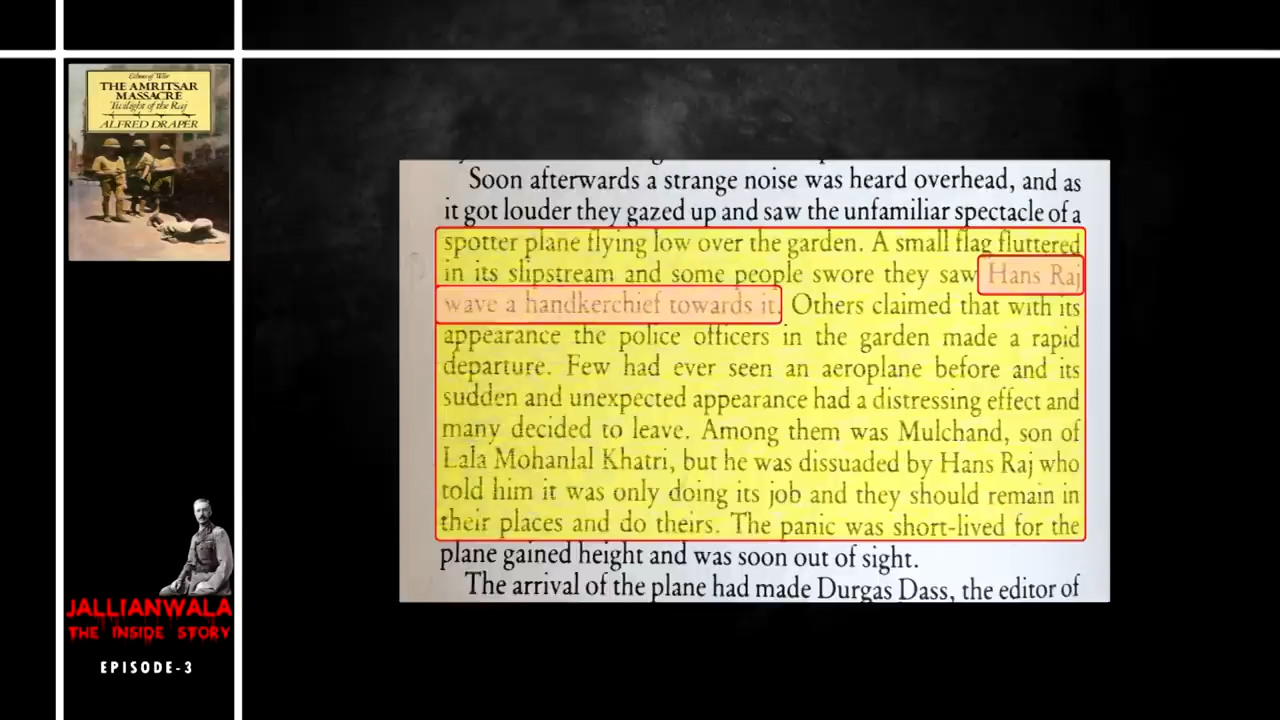 Echoes of War
THE AMRITSAR
MASSACRE
Twilight of the Raj
ALFRED DRAPER
Soon afterwards a strange noise was heard overhead, and as
it got louder they gazed up and saw the unfamiliar spectacle of a
spotter plane flying low over the garden. A small flag fluttered
in its slipstream and some people swore they saw Hans Raj
wave a handkerchief towards it. Others claimed that with its
appearance the police officers in the garden made a rapid
departure. Few had ever seen an aeroplane before and its
sudden and unexpected appearance had a distressing effect and
many decided to leave. Among them was Mulchand, son of
Lala Mohanlal Khatri, but he was dissuaded by Hans Raj who
told him it was only doing its job and they should remain in
their places and do theirs. The panic was short-lived for the
plane gained height and was soon out of sight.
The arrival of the plane had made Durgas Dass, the editor of
JALLIANWALA
THE INSIDE STORY
EPISODE-3